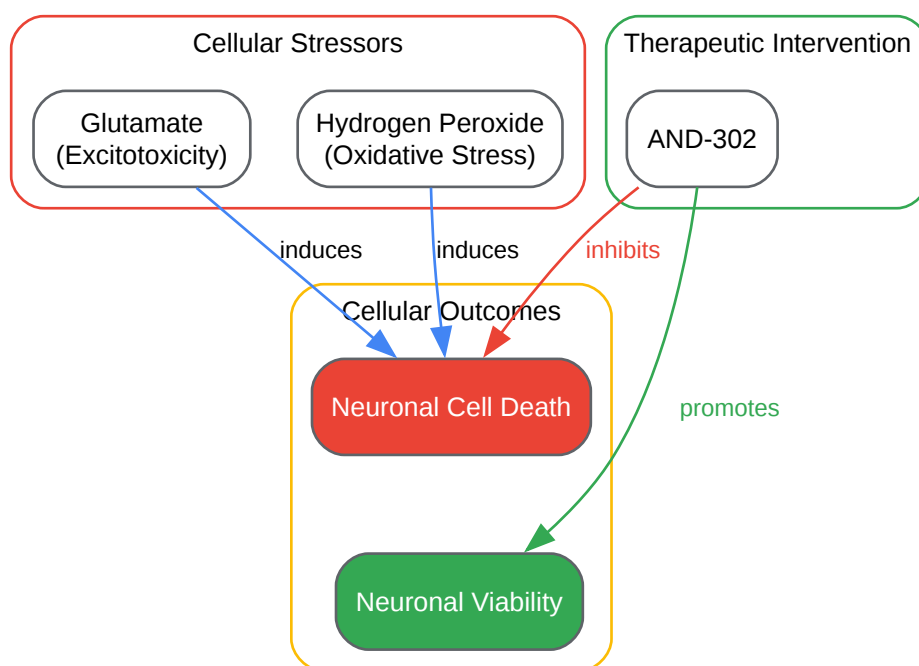 Cellular Stressors
Therapeutic Intervention
Glutamate
(Excitotoxicity)
Hydrogen Peroxide
(Oxidative Stress)
AND-302
induces
induces
inhibits
Cellular Outcomes
Neuronal Cell Death
promotes
Neuronal Viability